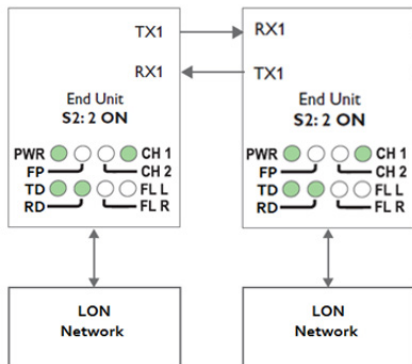 TX1 RX1
RX1 TX1
End Unit
S2: 2 ON
PWR CH 1
FP CH 2
TD FL L
RD FL R
End Unit
S2: 2 ON
PWR CH 1
FP CH 2
TD FL L
RD FL R
LON
Network
LON
Network